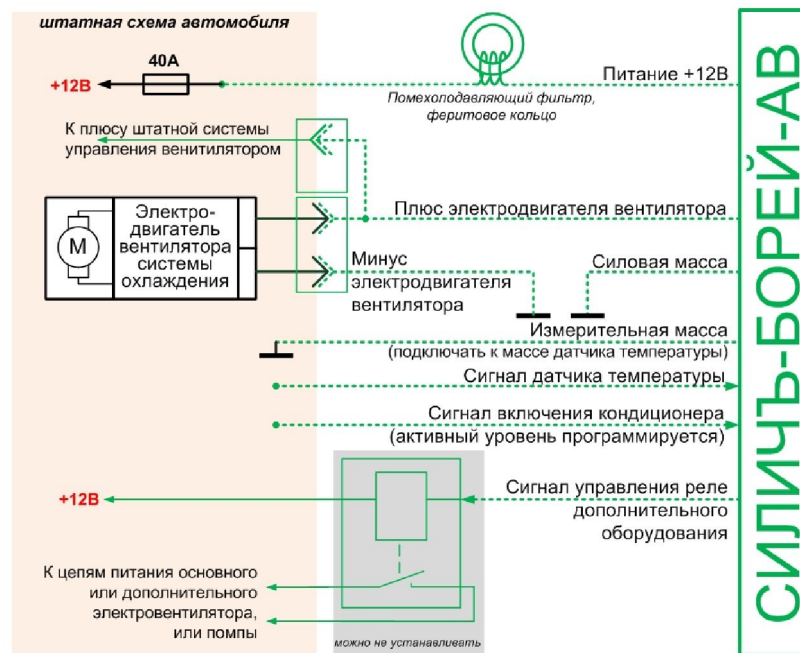 штатная схема автомобиля
40А
+12В
Питание +12В
Помехоподавляющий фильтр,
феритовое кольцо
К плюсу штатной системы
управления венитилятором
Электро-
двигатель
вентилятора
системы
охлаждения
М
Плюс электродвигателя вентилятора
Минус
электродвигателя
вентилятора
Силовая масса
Измерительная масса
(подключать к массе датчика температуры)
Сигнал датчика температуры
Сигнал включения кондиционера
(активный уровень программируется)
+12В
Сигнал управления реле
дополнительного
оборудования
К цепям питания основного
или дополнительного
электровентилятора,
или помпы
можно не устанавливать
СИЛИЧЪ-БОРЕЙ-АВ